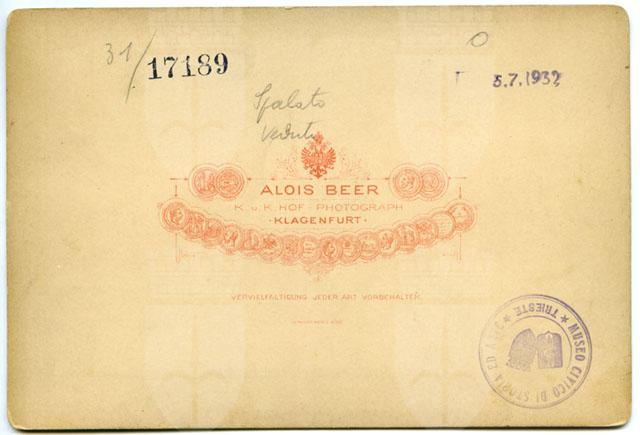 31/17189
O
5.7.1932
Spalato
Veduta
ALOIS BEER
K. u. K. HOF - PHOTOGRAPH
· KLAGENFURT ·
VERVIELFÄLTIGUNG JEDER ART VORBEHALTEN.
MUSEO CIVICO DI STORIA ED ARTE ★ TRIESTE ★